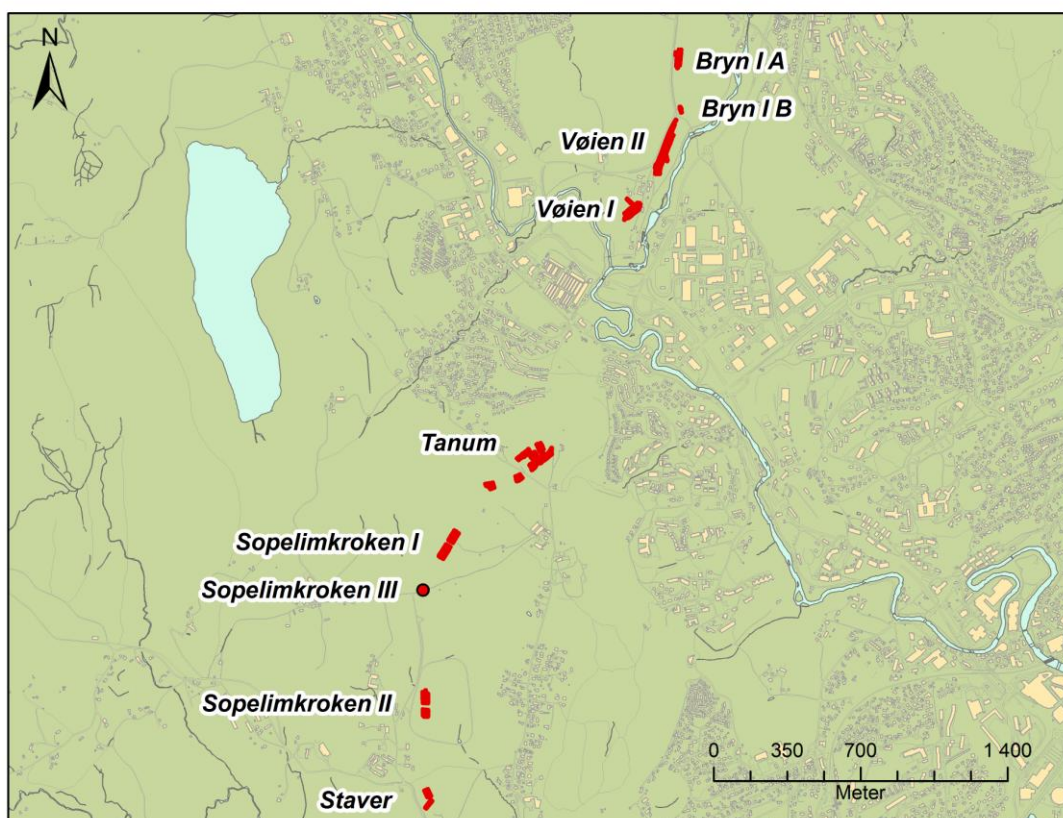 N
Bryn I A
Bryn I B
Vøien II
Vøien I
Tanum
Sopelimkroken I
Sopelimkroken III
Sopelimkroken II
Staver
0 350 700 1 400
Meter